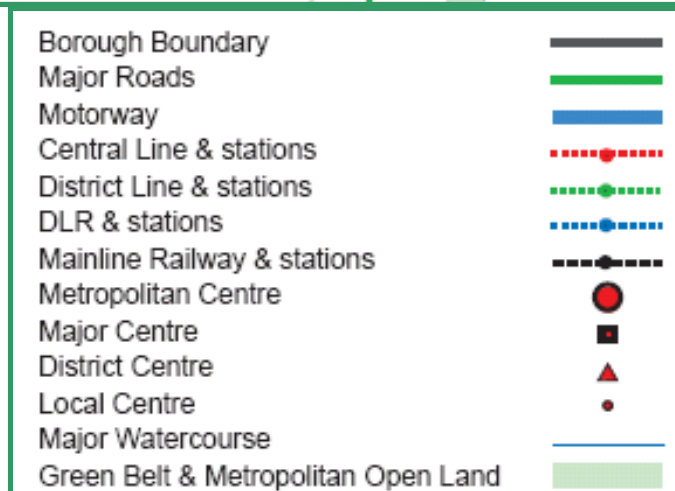 Borough Boundary
Major Roads
Motorway
Central Line & stations
District Line & stations
DLR & stations
Mainline Railway & stations
Metropolitan Centre
Major Centre
District Centre
Local Centre
Major Watercourse
Green Belt & Metropolitan Open Land